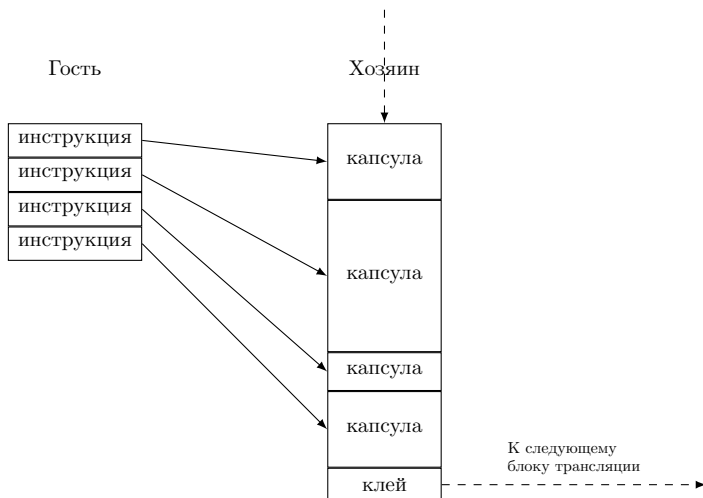 Гость
Хозяин
инструкция
инструкция
инструкция
инструкция
капсула
капсула
капсула
капсула
клей
К следующему
блоку трансляции